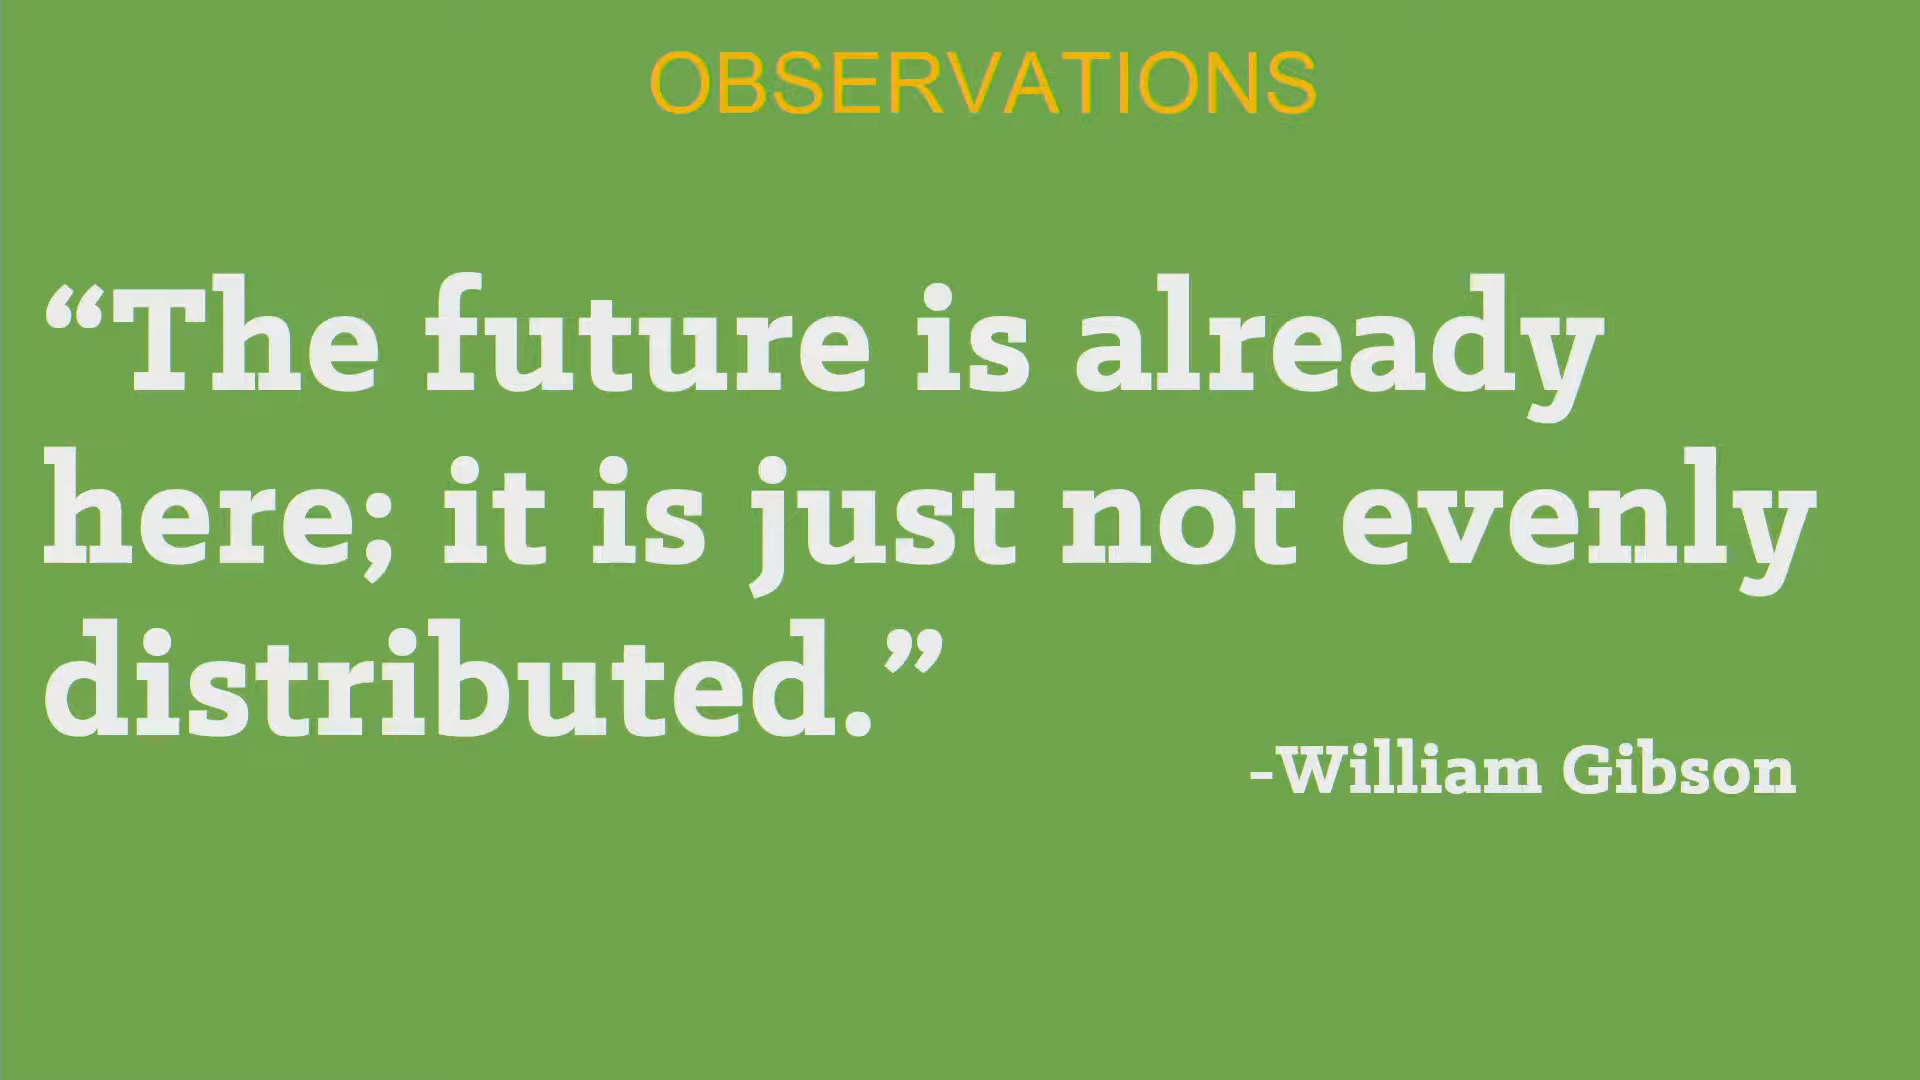 OBSERVATIONS
“The future is already
here; it is just not evenly
distributed.”
-William Gibson